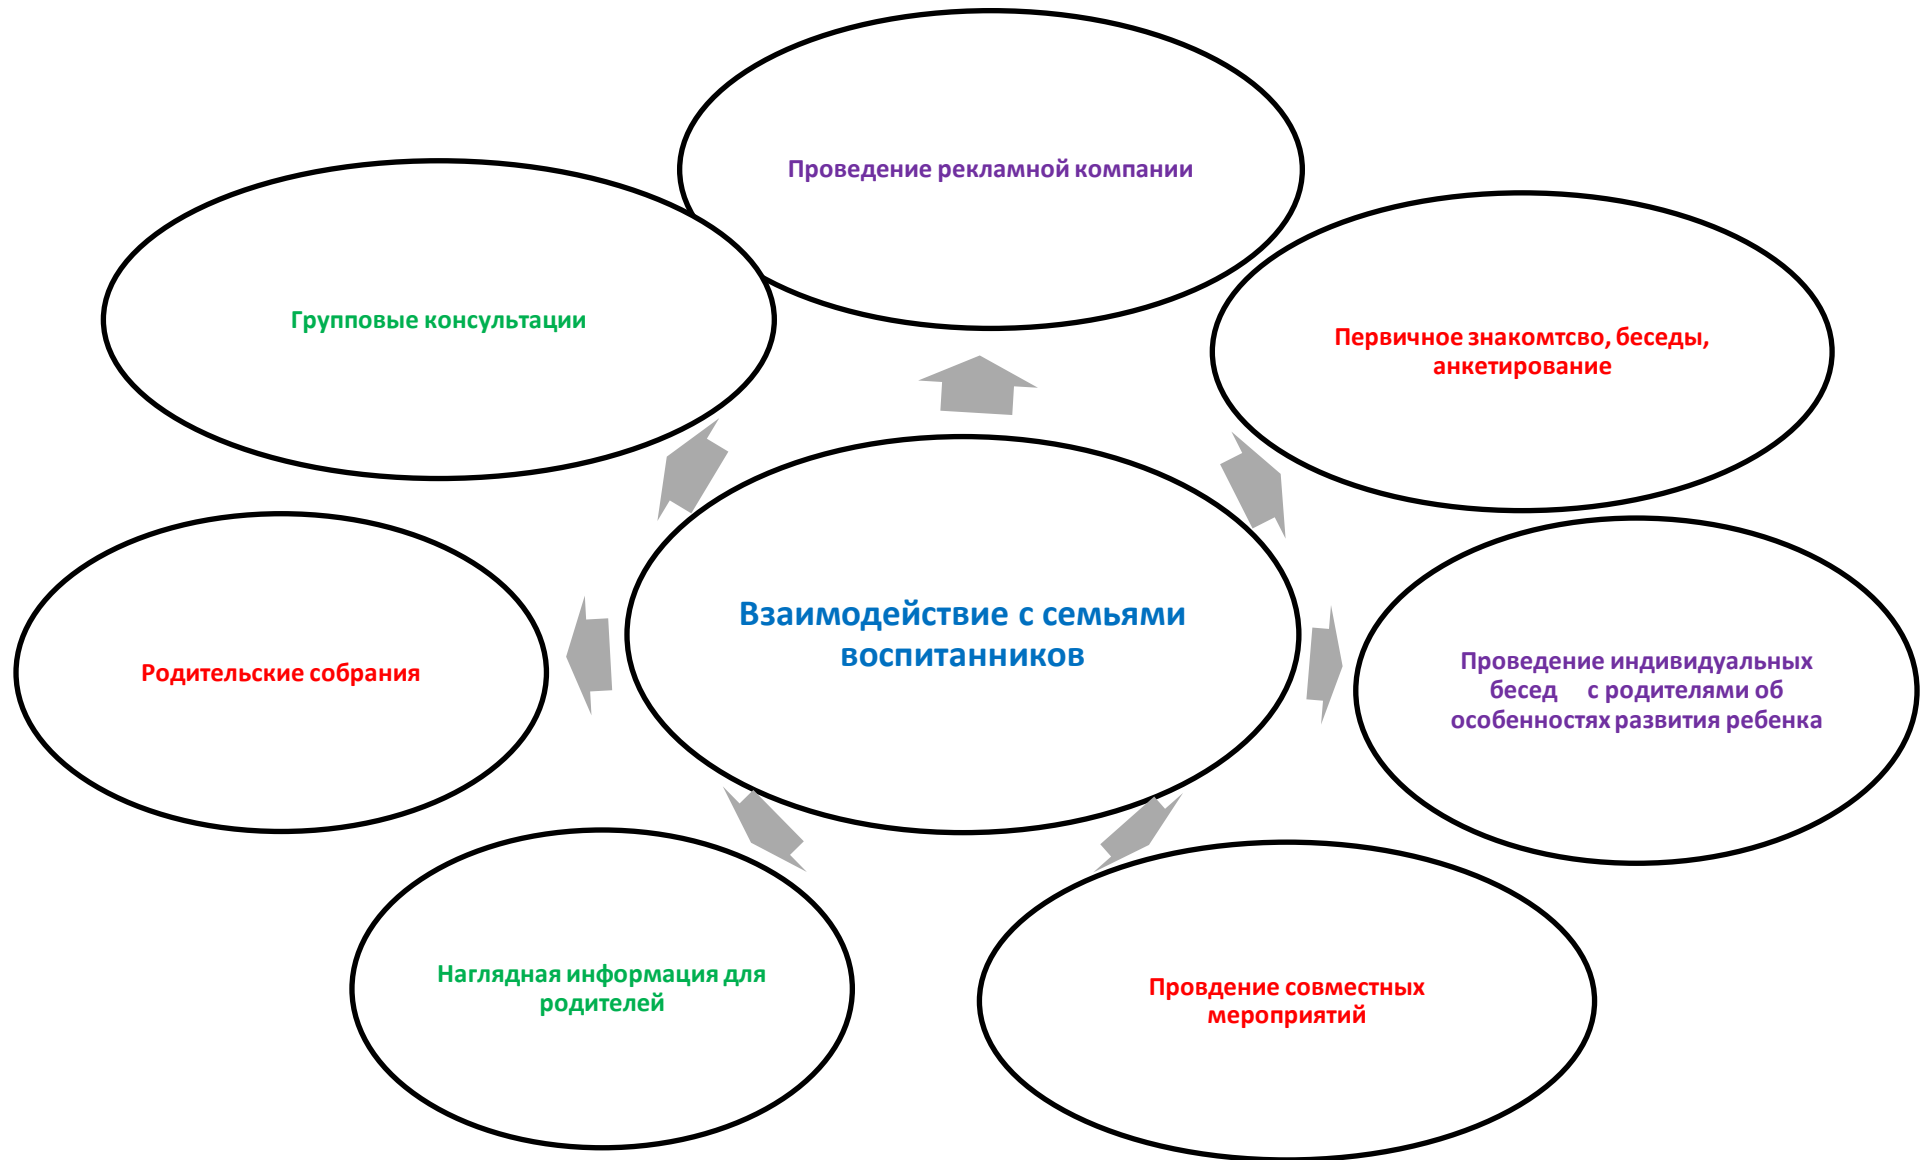 Проведение рекламной компании
Групповые консультации
Первичное знакомтсво, беседы,
анкетирование
Взаимодействие с семьями
воспитанников
Родительские собрания
Проведение индивидуальных
бесед с родителями об
особенностях развития ребенка
Наглядная информация для
родителей
Провдение совместных
мероприятий